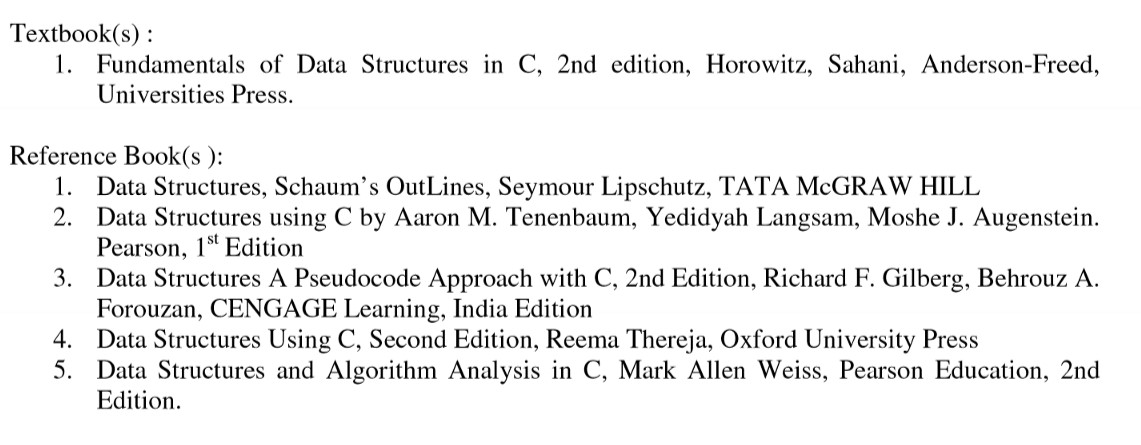 Textbook(s) :
1. Fundamentals of Data Structures in C, 2nd edition, Horowitz, Sahani, Anderson-Freed,
Universities Press.
Reference Book(s ):
1. Data Structures, Schaum’s OutLines, Seymour Lipschutz, TATA McGRAW HILL
2. Data Structures using C by Aaron M. Tenenbaum, Yedidyah Langsam, Moshe J. Augenstein.
Pearson, 1st Edition
3. Data Structures A Pseudocode Approach with C, 2nd Edition, Richard F. Gilberg, Behrouz A.
Forouzan, CENGAGE Learning, India Edition
4. Data Structures Using C, Second Edition, Reema Thereja, Oxford University Press
5. Data Structures and Algorithm Analysis in C, Mark Allen Weiss, Pearson Education, 2nd
Edition.